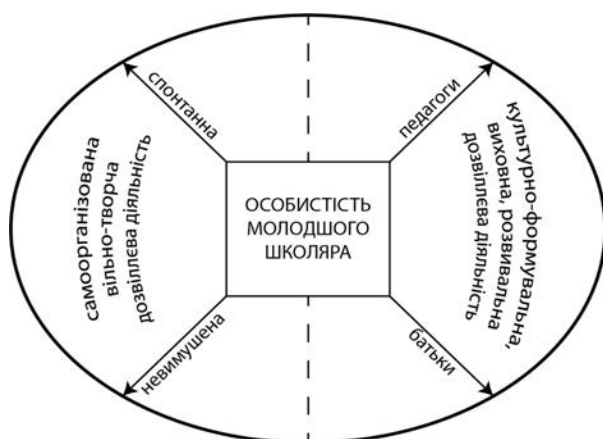 спонтанна
педагоги
самоорганізована
вільно-творча
дозвіллєва діяльність
ОСОБИСТІСТЬ
МОЛОДШОГО
ШКОЛЯРА
культурно-формувальна,
виховна, розвивальна
дозвіллєва діяльність
невимушена
батьки